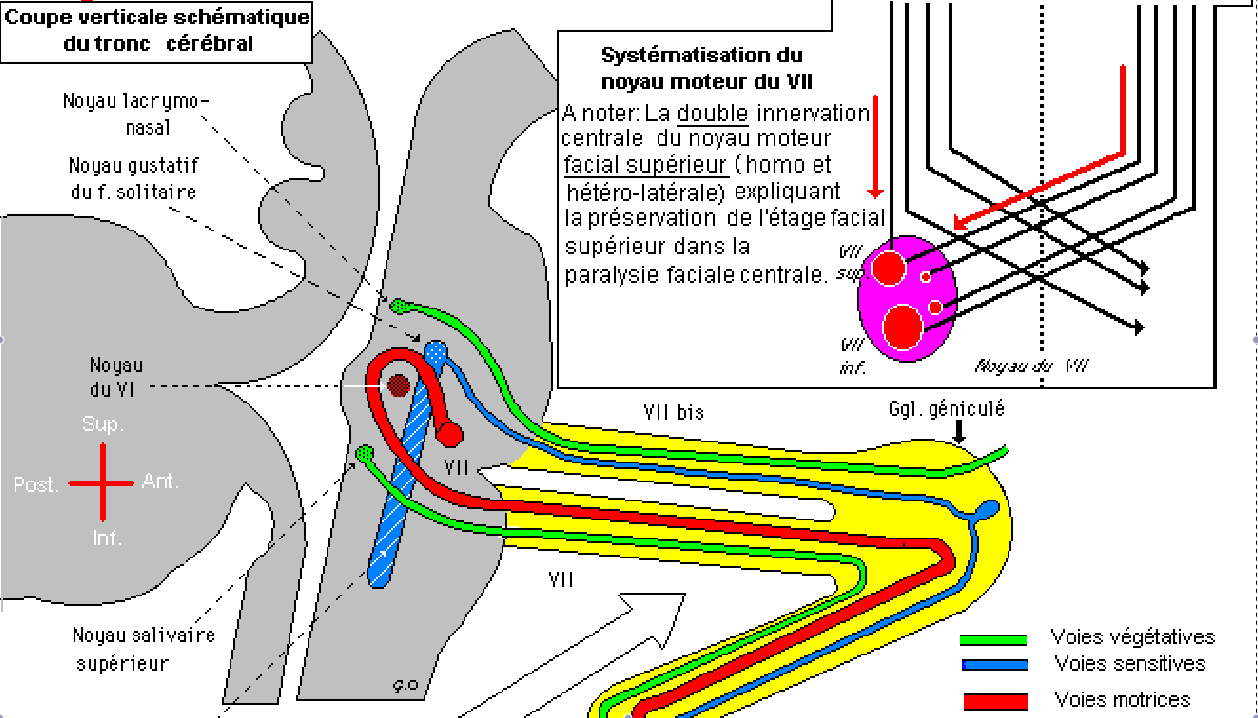 Coupe verticale schématique
du tronc cérébral
Noyau lacrymo-
nasal
Noyau gustatif
du f. solitaire
Noyau
du VI
Sup.
Post.
Ant.
Inf.
Noyau salivaire
supérieur
G.O
VII
VII bis
VII
Ggl. géniculé
Systématisation du
noyau moteur du VII
A noter: La double innervation
centrale du noyau moteur
facial supérieur (homo et
hétéro-latérale) expliquant
la préservation de l'étage facial
supérieur dans la
paralysie faciale centrale.
VII
sup
VII
inf.
Noyau du VII
Voies végétatives
Voies sensitives
Voies motrices